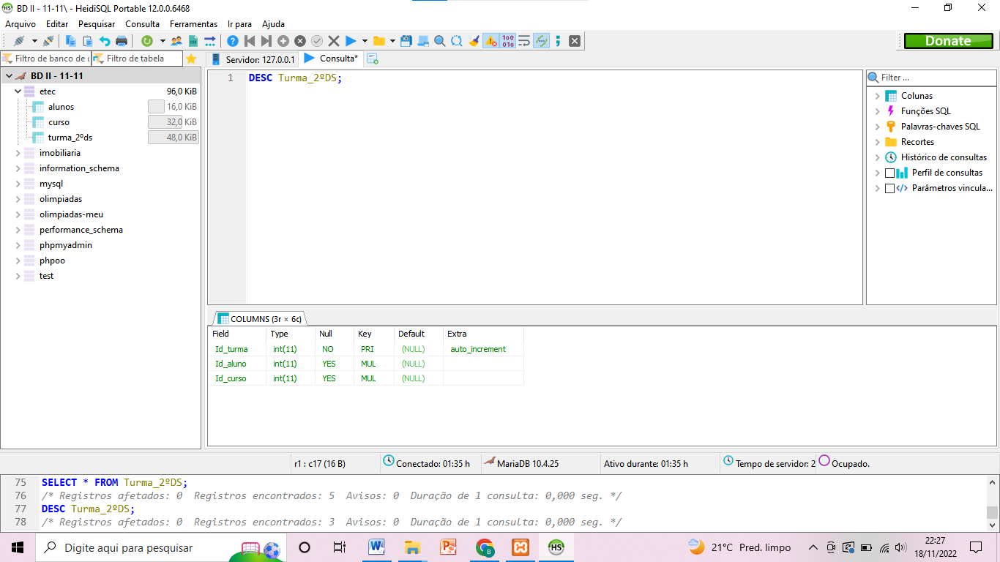 BD II - 11-11\ - HeidiSQL Portable 12.0.0.6468
Arquivo Editar Pesquisar Consulta Ferramentas Ir para Ajuda
Donate
Filtro de banco de d Filtro de tabela
Servidor: 127.0.0.1 Consulta*
BD II - 11-11
etec 96,0 KiB
alunos 16,0 KiB
curso 32,0 KiB
turma_2ºds 48,0 KiB
imobiliaria
information_schema
mysql
olimpiadas
olimpiadas-meu
performance_schema
phpmyadmin
phpoo
test
1 DESC Turma_2ºDS;
Filter ...
Colunas
Funções SQL
Palavras-chaves SQL
Recortes
Histórico de consultas
Perfil de consultas
Parâmetros vincula...
COLUMNS (3r × 6c)
Field Type Null Key Default Extra
Id_turma int(11) NO PRI (NULL) auto_increment
Id_aluno int(11) YES MUL (NULL)
Id_curso int(11) YES MUL (NULL)
r1 : c17 (16 B) Conectado: 01:35 h MariaDB 10.4.25 Ativo durante: 01:35 h Tempo de servidor: 2 Ocupado.
75 SELECT * FROM Turma_2ºDS;
76 /* Registros afetados: 0 Registros encontrados: 5 Avisos: 0 Duração de 1 consulta: 0,000 seg. */
77 DESC Turma_2ºDS;
78 /* Registros afetados: 0 Registros encontrados: 3 Avisos: 0 Duração de 1 consulta: 0,000 seg. */
Digite aqui para pesquisar
21°C Pred. limpo
22:27
18/11/2022